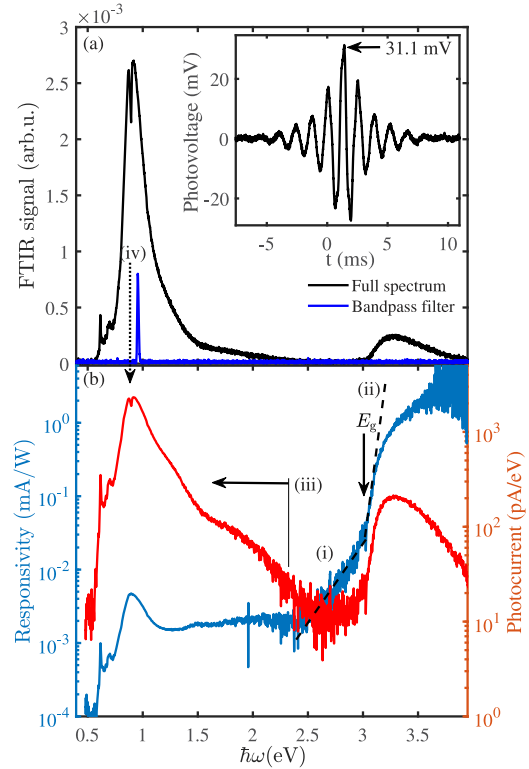 ×10⁻³
(a)
3
2.5
2
1.5
1
0.5
0
FTIR signal (arb.u.)
31.1 mV
20
0
-20
Photovoltage (mV)
-5
0
5
10
t (ms)
(iv)
Full spectrum
Bandpass filter
(b)
(ii)
E_g
(iii)
(i)
10⁰
10⁻¹
10⁻²
10⁻³
10⁻⁴
Responsivity (mA/W)
10³
10²
10¹
10⁰
Photocurrent (pA/eV)
0.5
1
1.5
2
2.5
3
3.5
ℏω(eV)